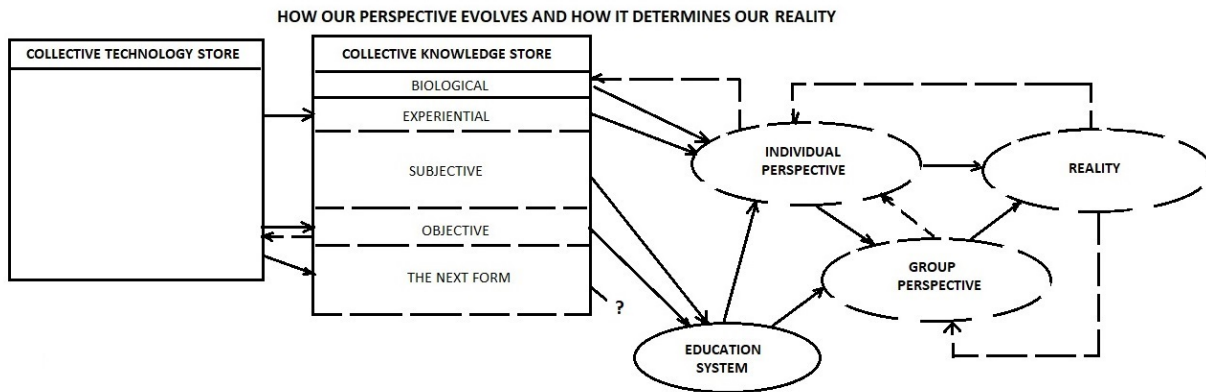 HOW OUR PERSPECTIVE EVOLVES AND HOW IT DETERMINES OUR REALITY
COLLECTIVE TECHNOLOGY STORE
COLLECTIVE KNOWLEDGE STORE
BIOLOGICAL
EXPERIENTIAL
SUBJECTIVE
OBJECTIVE
THE NEXT FORM
?
INDIVIDUAL
PERSPECTIVE
REALITY
GROUP
PERSPECTIVE
EDUCATION
SYSTEM